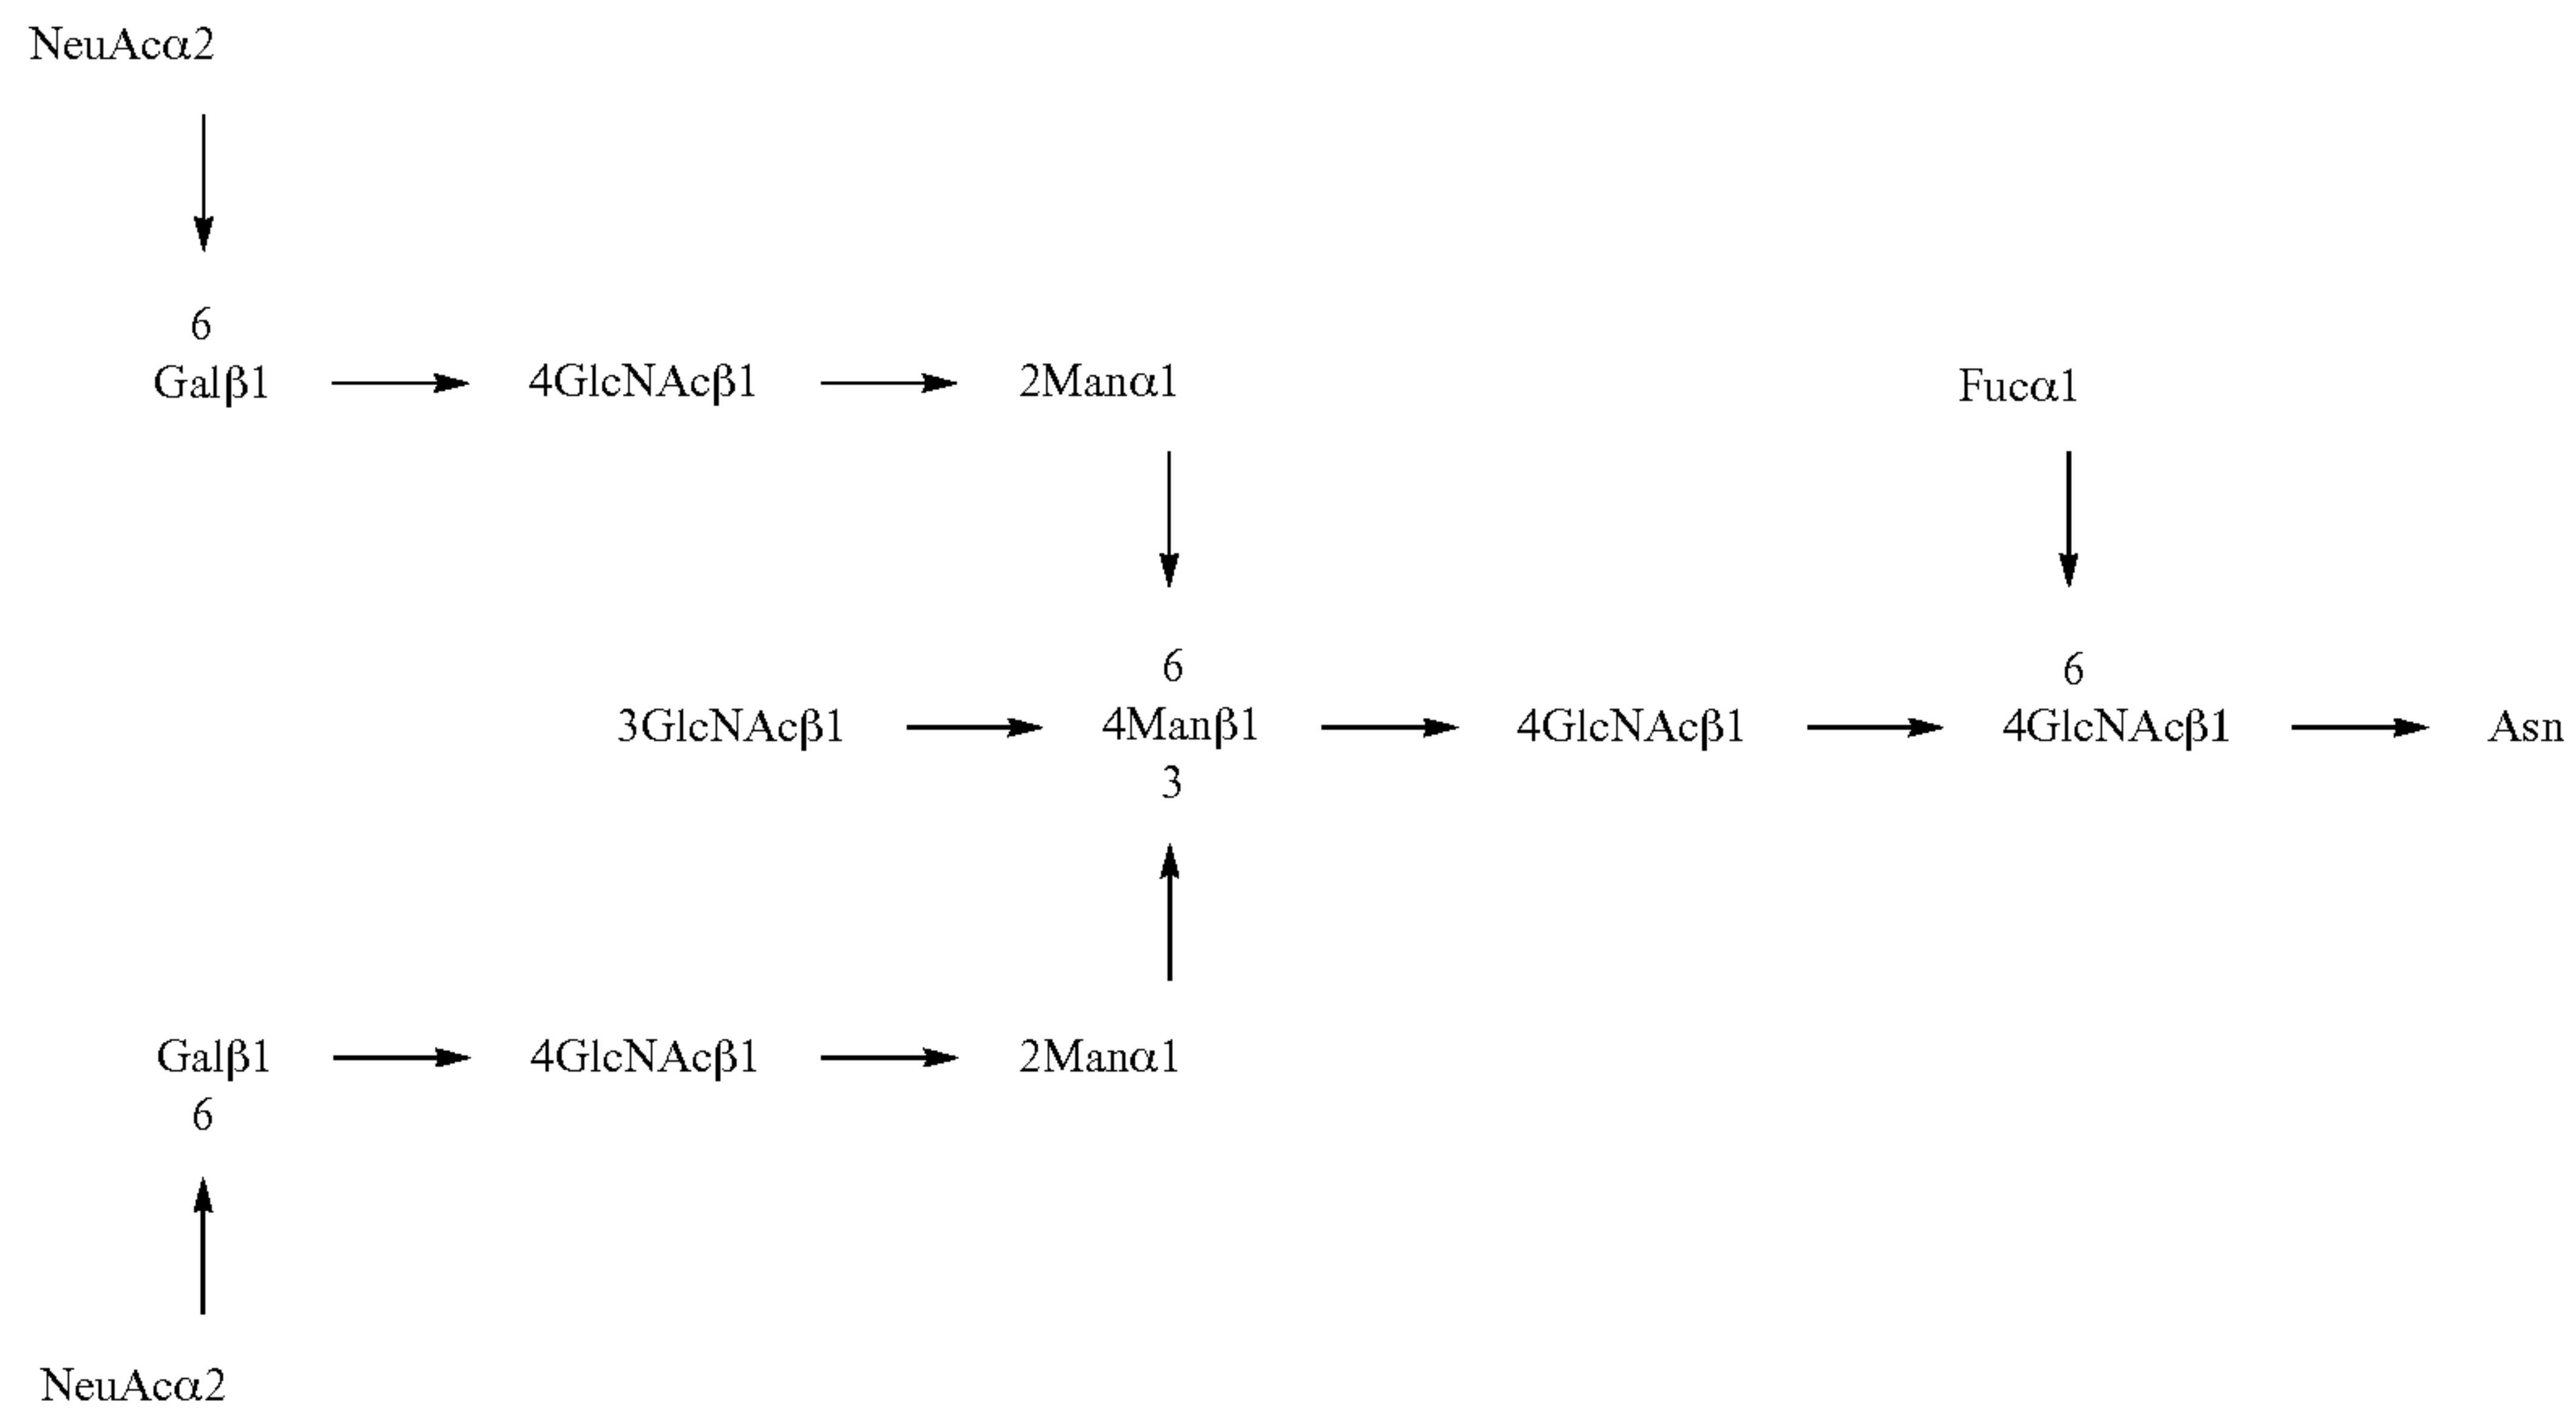 NeuAcα2
6
Galβ1 4GlcNAcβ1 2Manα1 Fucα1
6 6
3GlcNAcβ1 4Manβ1 4GlcNAcβ1 4GlcNAcβ1 Asn
3
Galβ1 4GlcNAcβ1 2Manα1
6
NeuAcα2